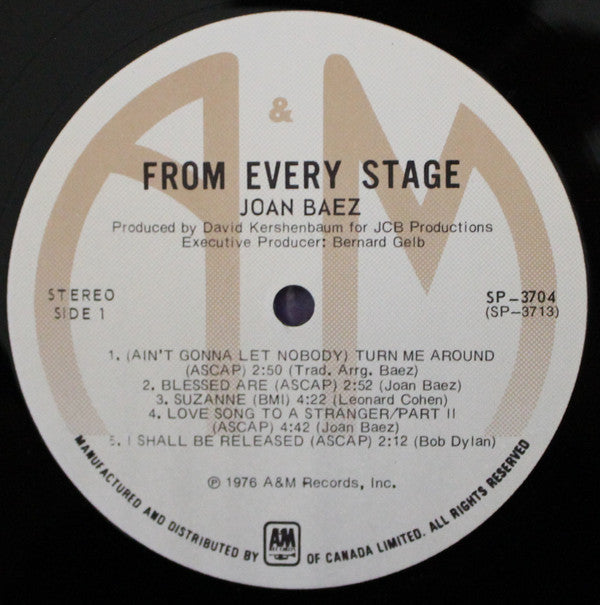 A & M
FROM EVERY STAGE
JOAN BAEZ
Produced by David Kershenbaum for JCB Productions
Executive Producer: Bernard Gelb
STEREO
SIDE 1
SP-3704
(SP-3713)
1. (AIN'T GONNA LET NOBODY) TURN ME AROUND
(ASCAP) 2:50 (Trad. Arrg. Baez)
2. BLESSED ARE (ASCAP) 2:52 (Joan Baez)
3. SUZANNE (BMI) 4:22 (Leonard Cohen)
4. LOVE SONG TO A STRANGER/PART II
(ASCAP) 4:42 (Joan Baez)
5. I SHALL BE RELEASED (ASCAP) 2:12 (Bob Dylan)
℗ 1976 A&M Records, Inc.
MANUFACTURED AND DISTRIBUTED BY A&M OF CANADA LIMITED. ALL RIGHTS RESERVED